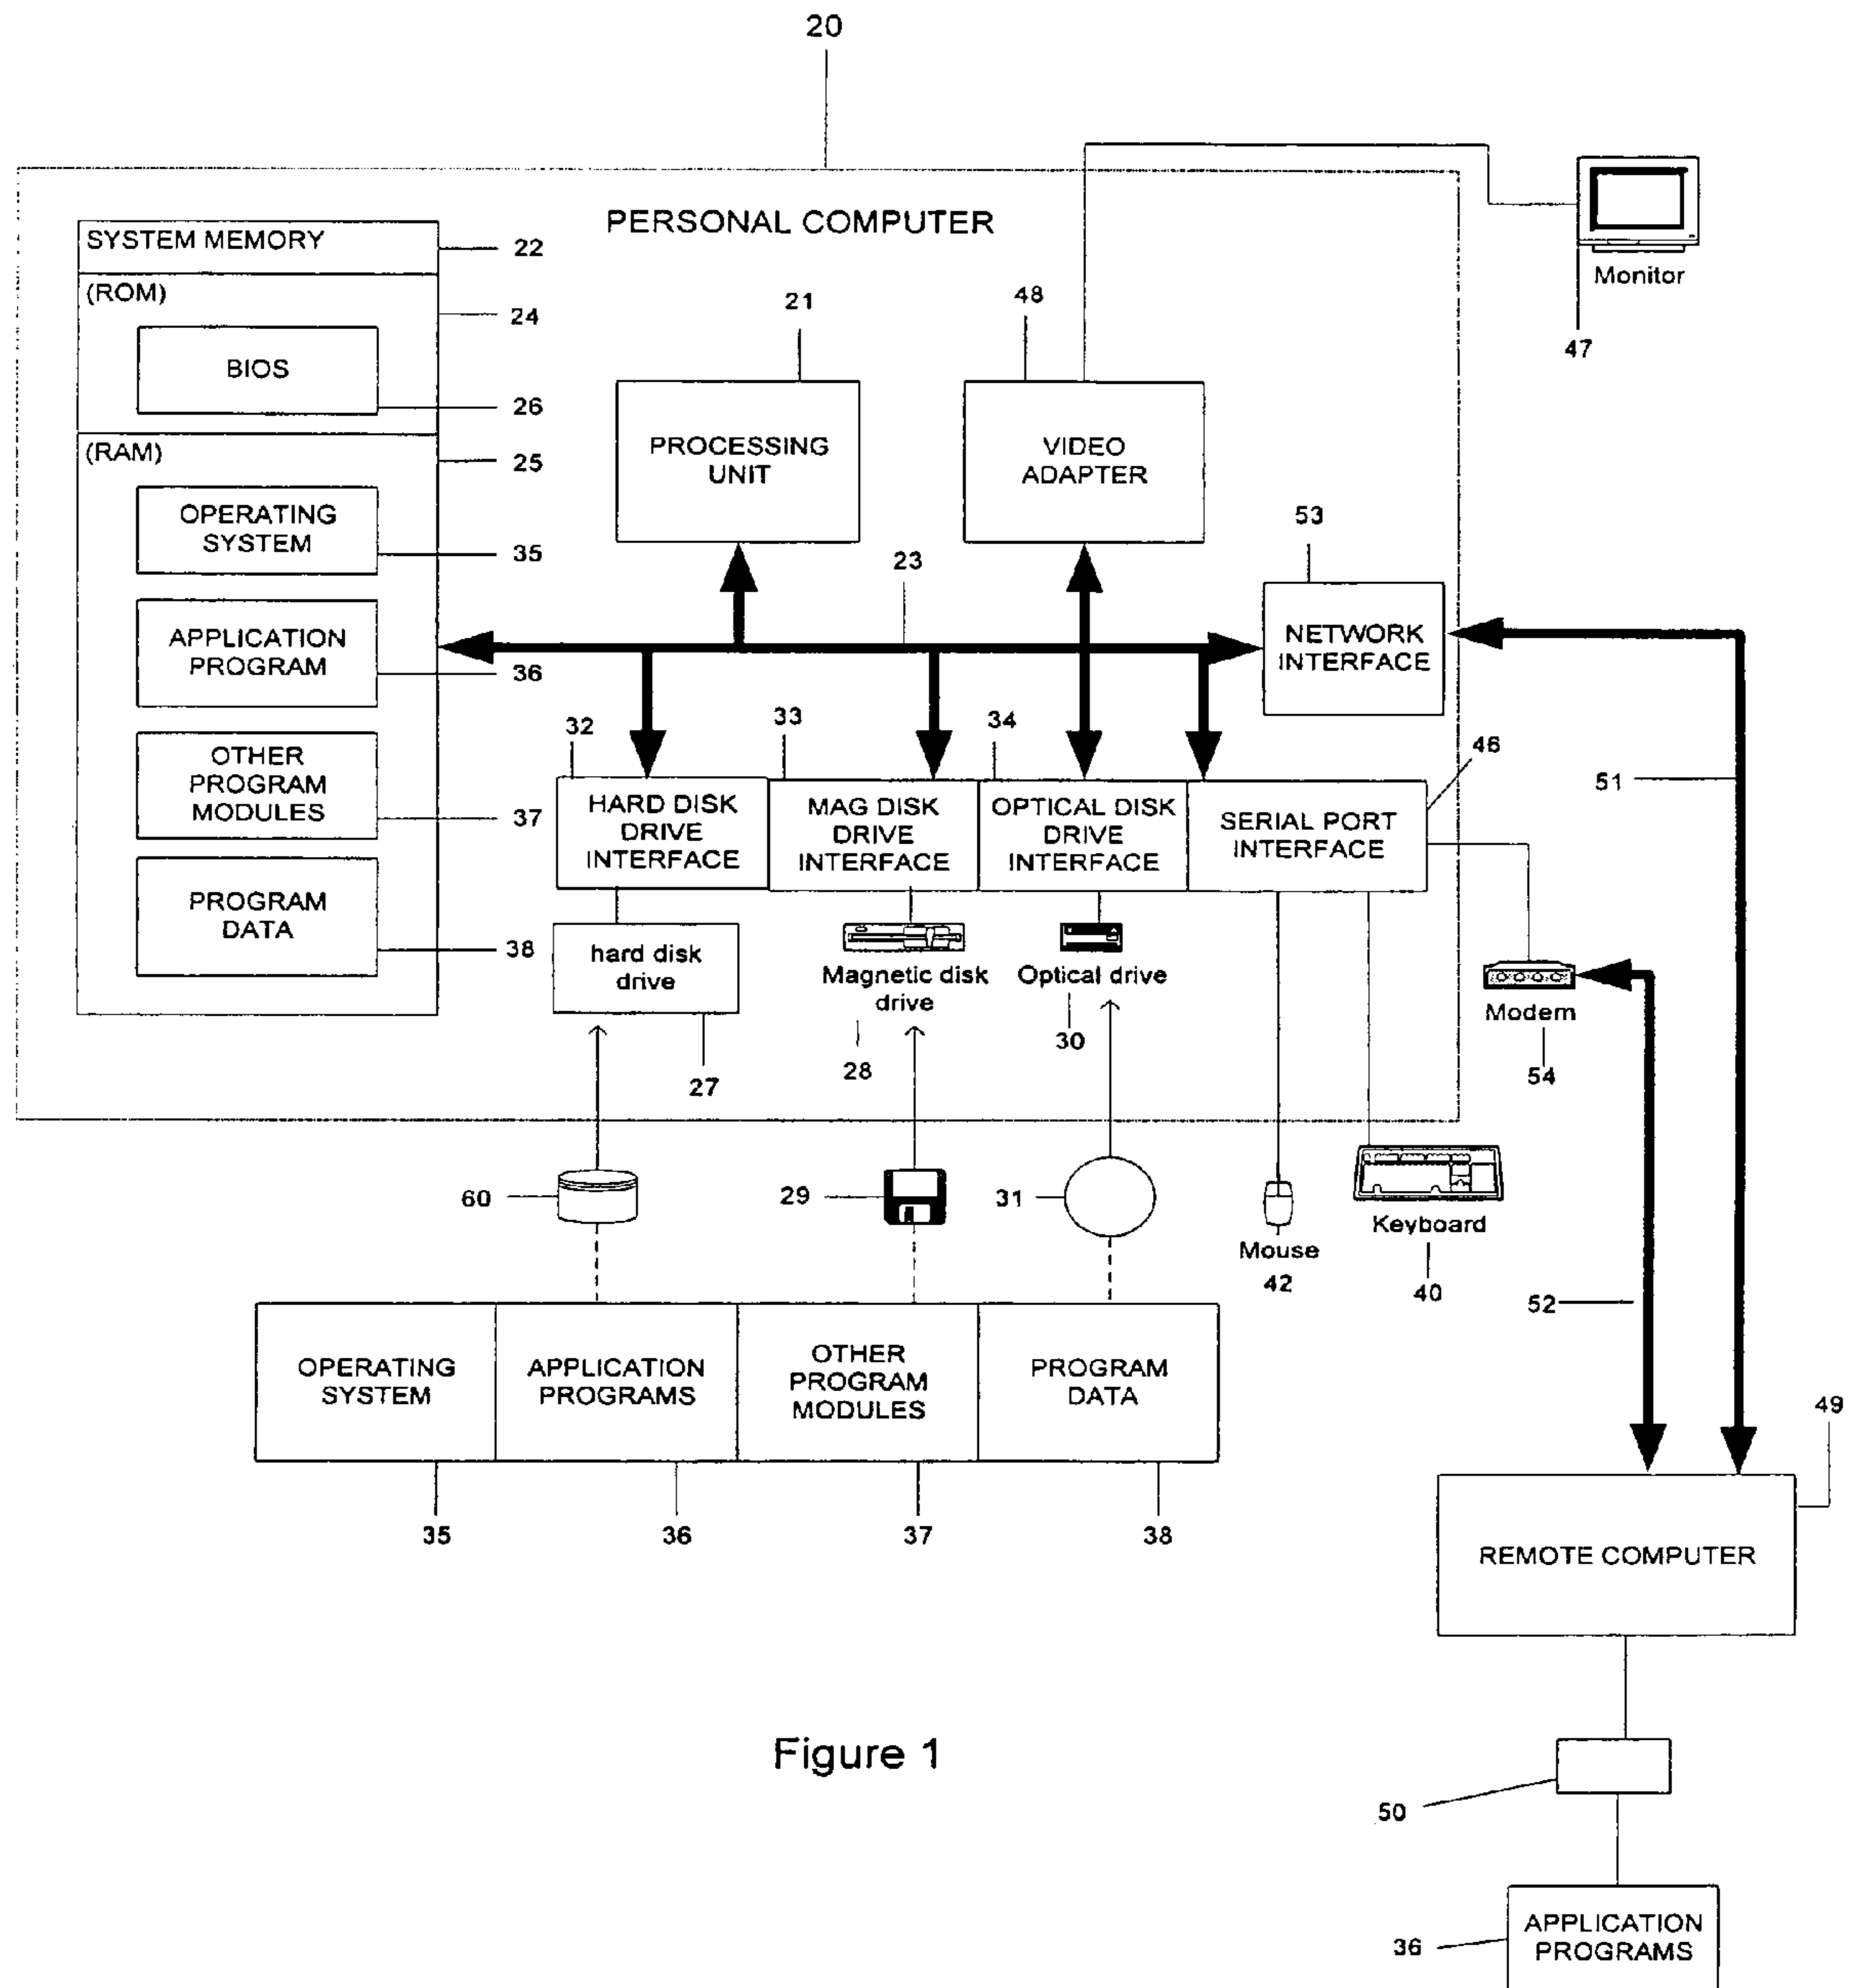 20
PERSONAL COMPUTER
SYSTEM MEMORY
22
(ROM)
24
BIOS
26
(RAM)
25
OPERATING
SYSTEM
35
APPLICATION
PROGRAM
36
OTHER
PROGRAM
MODULES
37
PROGRAM
DATA
38
21
PROCESSING
UNIT
48
VIDEO
ADAPTER
Monitor
47
23
53
NETWORK
INTERFACE
32
HARD DISK
DRIVE
INTERFACE
33
MAG DISK
DRIVE
INTERFACE
34
OPTICAL DISK
DRIVE
INTERFACE
46
SERIAL PORT
INTERFACE
51
hard disk
drive
27
Magnetic disk
drive
28
Optical drive
30
Modem
54
60
29
31
Mouse
42
Keyboard
40
52
OPERATING
SYSTEM
APPLICATION
PROGRAMS
OTHER
PROGRAM
MODULES
PROGRAM
DATA
35
36
37
38
49
REMOTE COMPUTER
50
36
APPLICATION
PROGRAMS
Figure 1